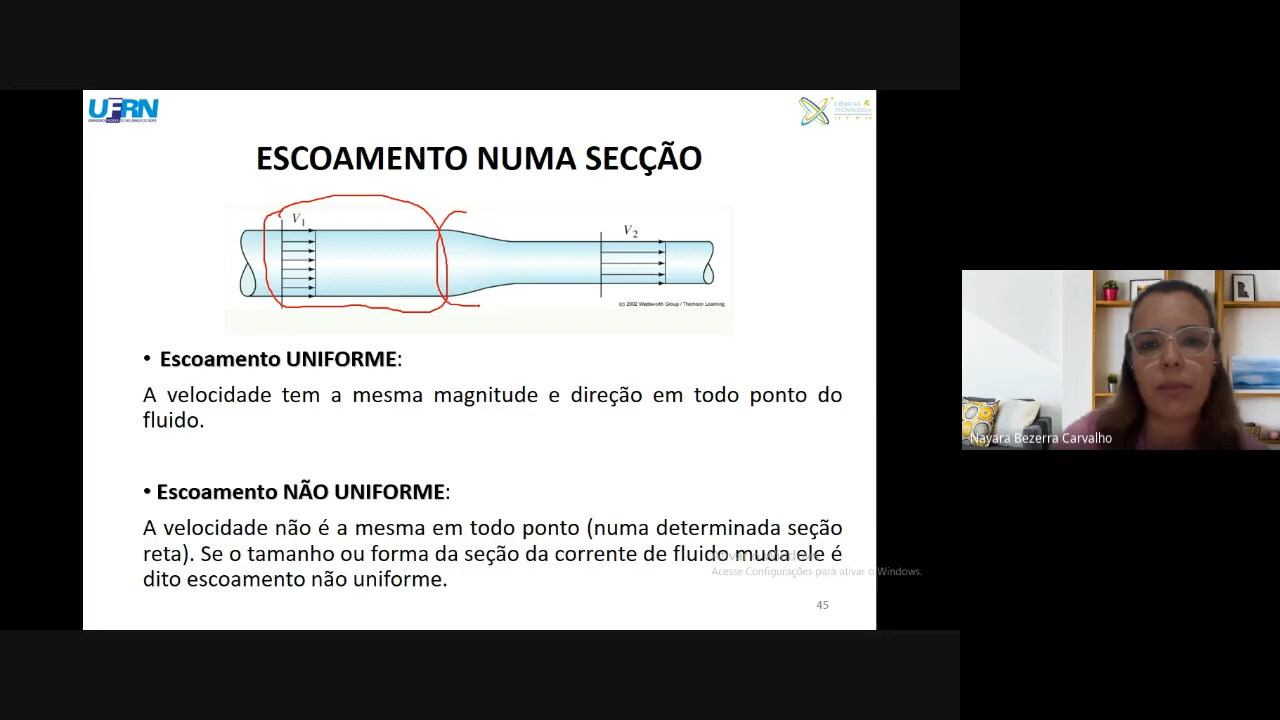 UFRN
CIÊNCIAS &
TECNOLOGIA
UFRN
ESCOAMENTO NUMA SECÇÃO
V1
V2
(c) 2002 Wadsworth Group / Thomson Learning
• Escoamento UNIFORME:
A velocidade tem a mesma magnitude e direção em todo ponto do
fluido.
• Escoamento NÃO UNIFORME:
A velocidade não é a mesma em todo ponto (numa determinada seção
reta). Se o tamanho ou forma da seção da corrente de fluido muda ele é
dito escoamento não uniforme.
Acesse Configurações para ativar o Windows.
45
Nayara Bezerra Carvalho